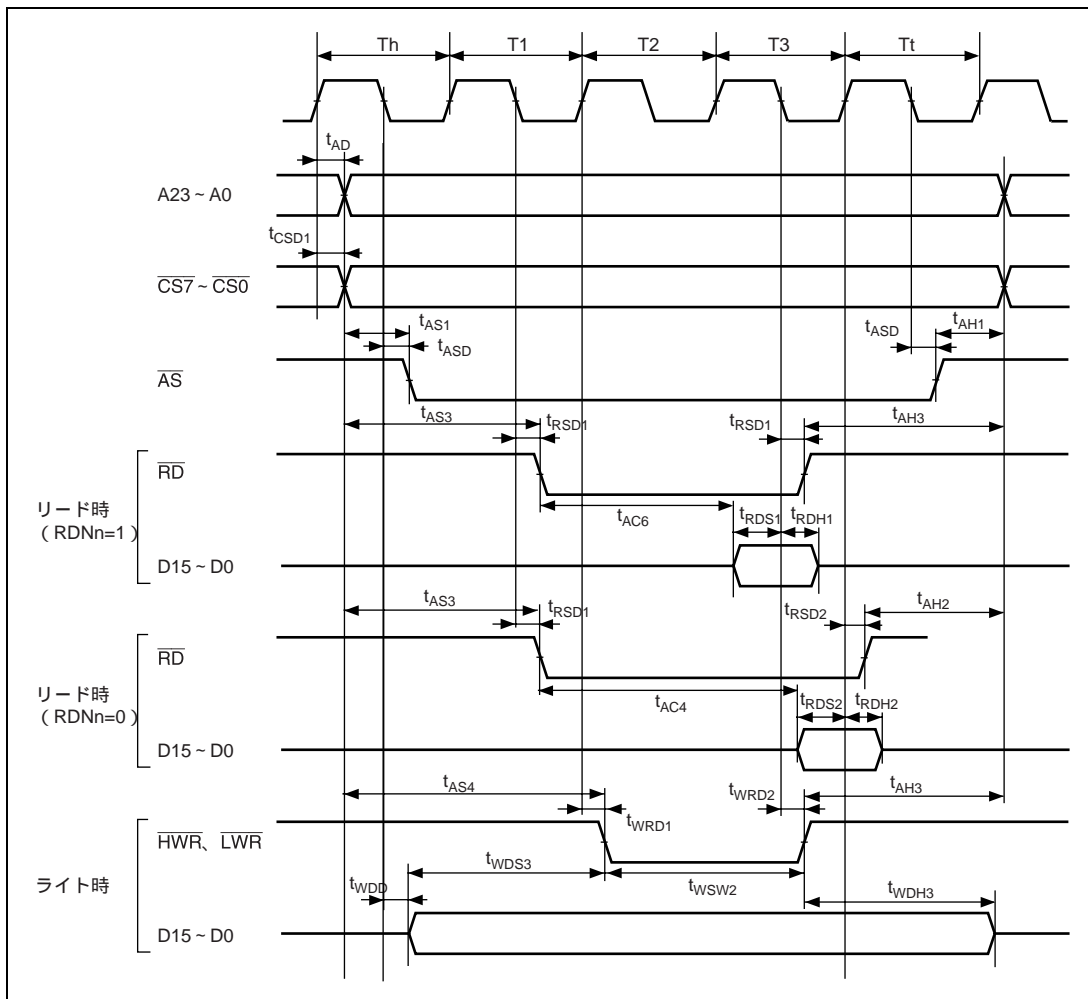 Th T1 T2 T3 Tt
tAD
A23 ~ A0
tCSD1
CS7 ~ CS0
tAS1 tASD tAH1
tASD
AS
tAS3 tRSD1 tRSD1 tAH3
RD
リード時
( RDNn=1)
tAC6 tRDS1 tRDH1
D15 ~ D0
tAS3 tRSD1 tRSD2 tAH2
RD
リード時
(RDNn=0)
tAC4 tRDS2 tRDH2
D15 ~ D0
tAS4 tWRD2 tAH3
tWRD1
HWR、LWR
ライト時
tWDD tWDS3 tWSW2 tWDH3
D15 ~ D0